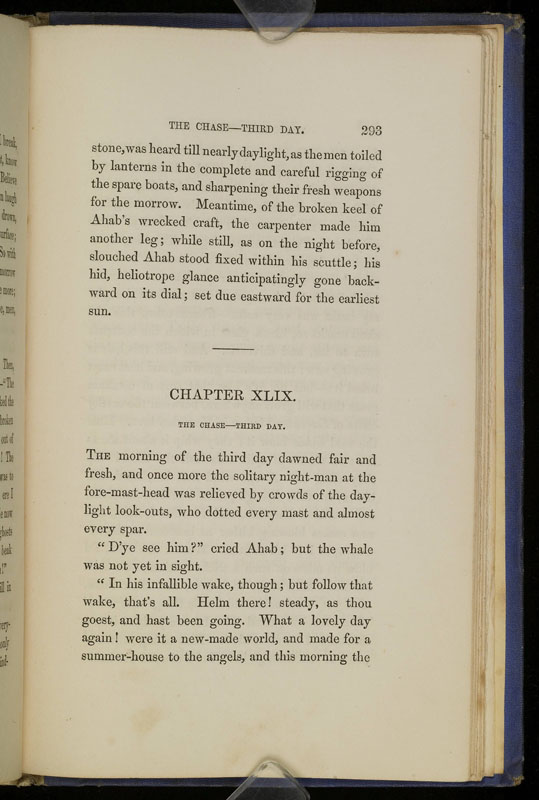 THE CHASE—THIRD DAY. 293
stone, was heard till nearly daylight, as the men toiled
by lanterns in the complete and careful rigging of
the spare boats, and sharpening their fresh weapons
for the morrow. Meantime, of the broken keel of
Ahab's wrecked craft, the carpenter made him
another leg; while still, as on the night before,
slouched Ahab stood fixed within his scuttle; his
hid, heliotrope glance anticipatingly gone back-
ward on its dial; set due eastward for the earliest
sun.
CHAPTER XLIX.
THE CHASE—THIRD DAY.
THE morning of the third day dawned fair and
fresh, and once more the solitary night-man at the
fore-mast-head was relieved by crowds of the day-
light look-outs, who dotted every mast and almost
every spar.
"D'ye see him?" cried Ahab; but the whale
was not yet in sight.
"In his infallible wake, though; but follow that
wake, that's all. Helm there! steady, as thou
goest, and hast been going. What a lovely day
again! were it a new-made world, and made for a
summer-house to the angels, and this morning the